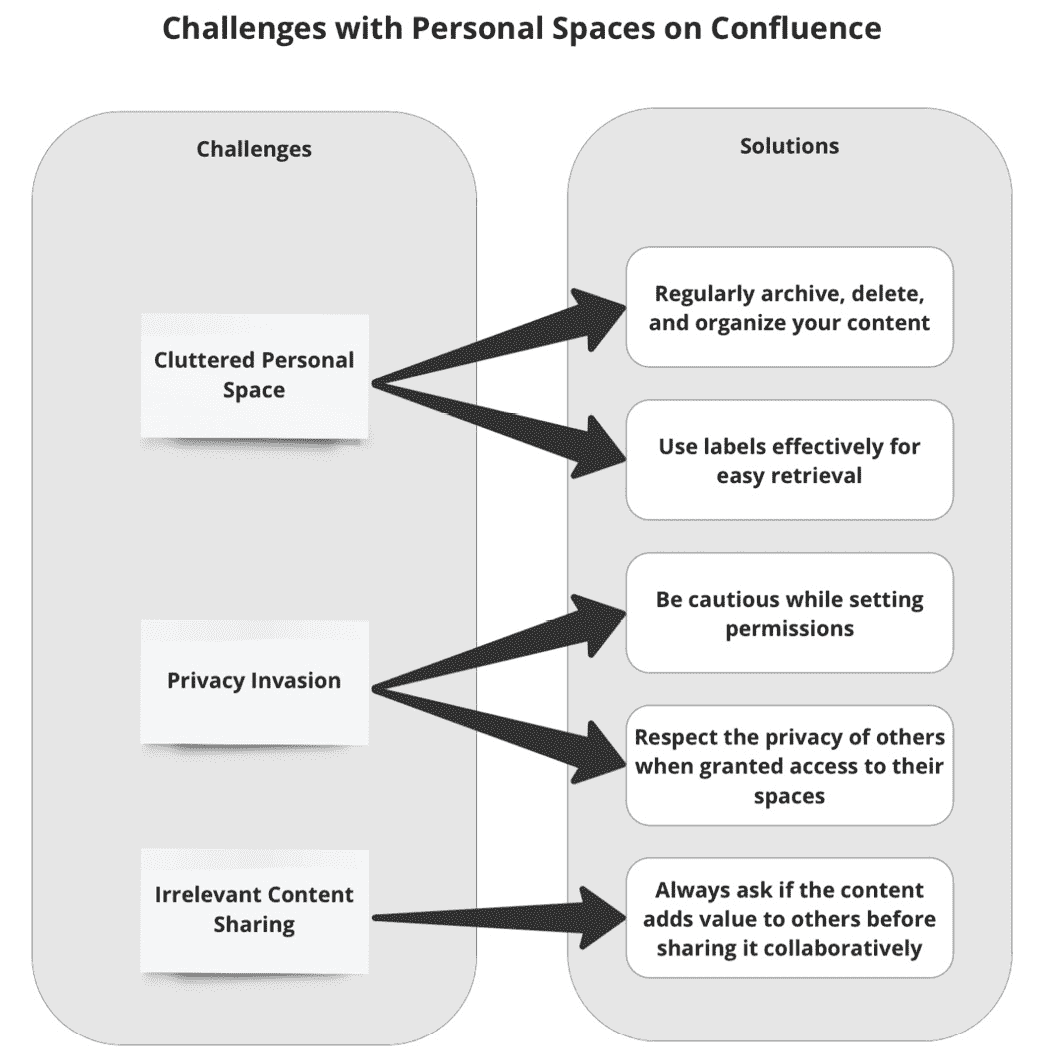 Challenges with Personal Spaces on Confluence
Challenges
Cluttered Personal
Space
Privacy Invasion
Irrelevant Content
Sharing
Solutions
Regularly archive, delete,
and organize your content
Use labels effectively for
easy retrieval
Be cautious while setting
permissions
Respect the privacy of others
when granted access to their
spaces
Always ask if the content
adds value to others before
sharing it collaboratively